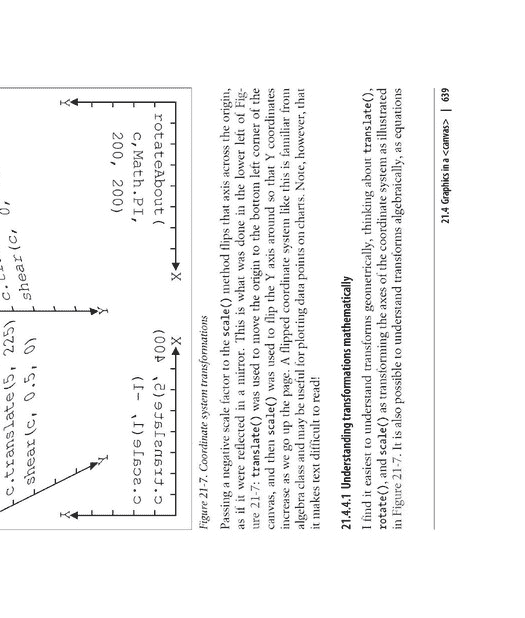 c.translate(5, 225)
shear(c, 0.5, 0)
shear(c, 0,
Y
Y
c.translate(5, 400)
c.scale(1, -1)
X
Y
rotateAbout(
c,Math.PI,
200, 200)
X
Y
Figure 21-7. Coordinate system transformations
Passing a negative scale factor to the scale() method flips that axis across the origin,
as if it were reflected in a mirror. This is what was done in the lower left of Fig-
ure 21-7: translate() was used to move the origin to the bottom left corner of the
canvas, and then scale() was used to flip the Y axis around so that Y coordinates
increase as we go up the page. A flipped coordinate system like this is familiar from
algebra class and may be useful for plotting data points on charts. Note, however, that
it makes text difficult to read!
21.4.4.1 Understanding transformations mathematically
I find it easiest to understand transforms geometrically, thinking about translate(),
rotate(), and scale() as transforming the axes of the coordinate system as illustrated
in Figure 21-7. It is also possible to understand transforms algebraically, as equations
21.4 Graphics in a <canvas> | 639